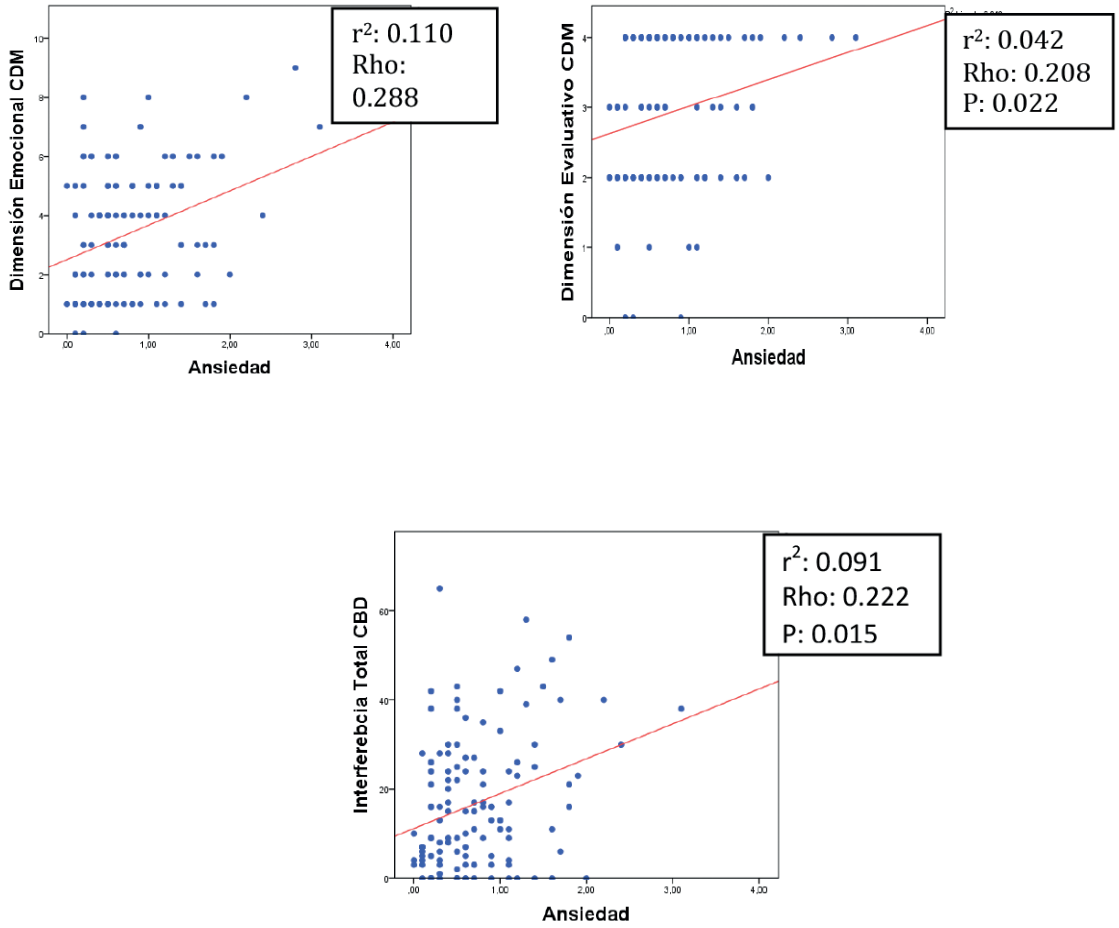 r²: 0.110
Rho:
0.288
Dimensión Emocional CDM
10
8
6
4
2
0
,00 1,00 2,00 3,00 4,00
Ansiedad
r²: 0.042
Rho: 0.208
P: 0.022
Dimensión Evaluativo CDM
4
3
2
1
0
,00 1,00 2,00 3,00 4,00
Ansiedad
r²: 0.091
Rho: 0.222
P: 0.015
Interferebcia Total CBD
60
40
20
0
,00 1,00 2,00 3,00 4,00
Ansiedad